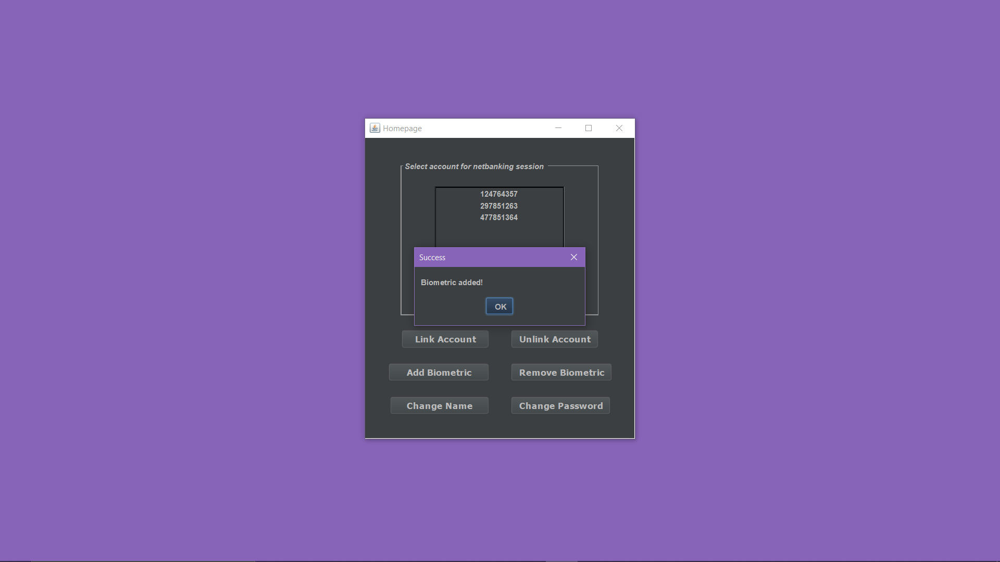 Homepage
Select account for netbanking session
124764357
297851263
477851364
Success
Biometric added!
OK
Link Account
Unlink Account
Add Biometric
Remove Biometric
Change Name
Change Password